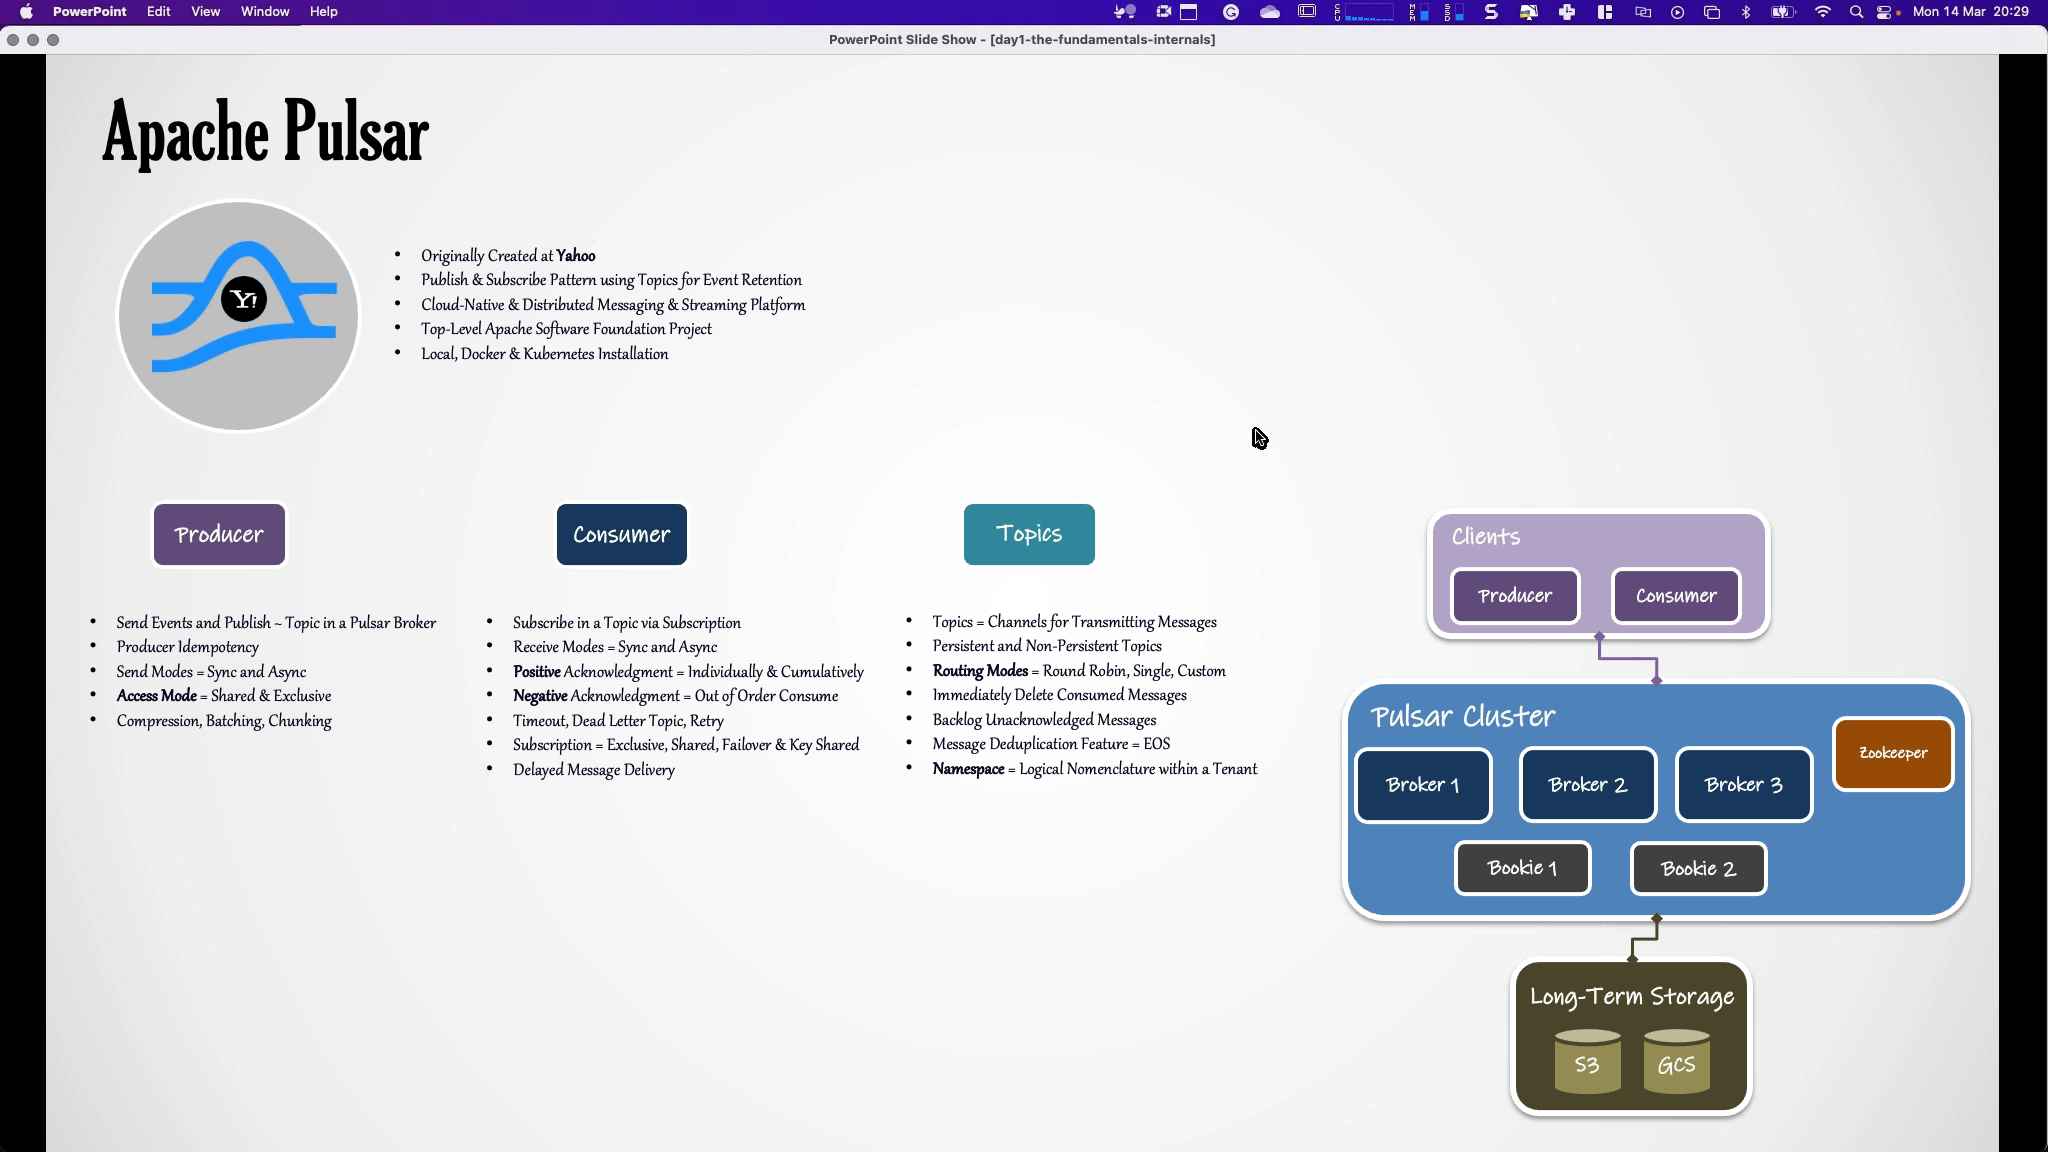 PowerPoint Edit View Window Help
Mon 14 Mar 20:29
PowerPoint Slide Show - [day1-the-fundamentals-internals]
Apache Pulsar
Y!
• Originally Created at Yahoo
• Publish & Subscribe Pattern using Topics for Event Retention
• Cloud-Native & Distributed Messaging & Streaming Platform
• Top-Level Apache Software Foundation Project
• Local, Docker & Kubernetes Installation
Producer
• Send Events and Publish ~ Topic in a Pulsar Broker
• Producer Idempotency
• Send Modes = Sync and Async
• Access Mode = Shared & Exclusive
• Compression, Batching, Chunking
Consumer
• Subscribe in a Topic via Subscription
• Receive Modes = Sync and Async
• Positive Acknowledgment = Individually & Cumulatively
• Negative Acknowledgment = Out of Order Consume
• Timeout, Dead Letter Topic, Retry
• Subscription = Exclusive, Shared, Failover & Key Shared
• Delayed Message Delivery
Topics
• Topics = Channels for Transmitting Messages
• Persistent and Non-Persistent Topics
• Routing Modes = Round Robin, Single, Custom
• Immediately Delete Consumed Messages
• Backlog Unacknowledged Messages
• Message Deduplication Feature = EOS
• Namespace = Logical Nomenclature within a Tenant
Clients
Producer Consumer
Pulsar Cluster
Zookeeper
Broker 1 Broker 2 Broker 3
Bookie 1 Bookie 2
Long-Term Storage
S3 GCS